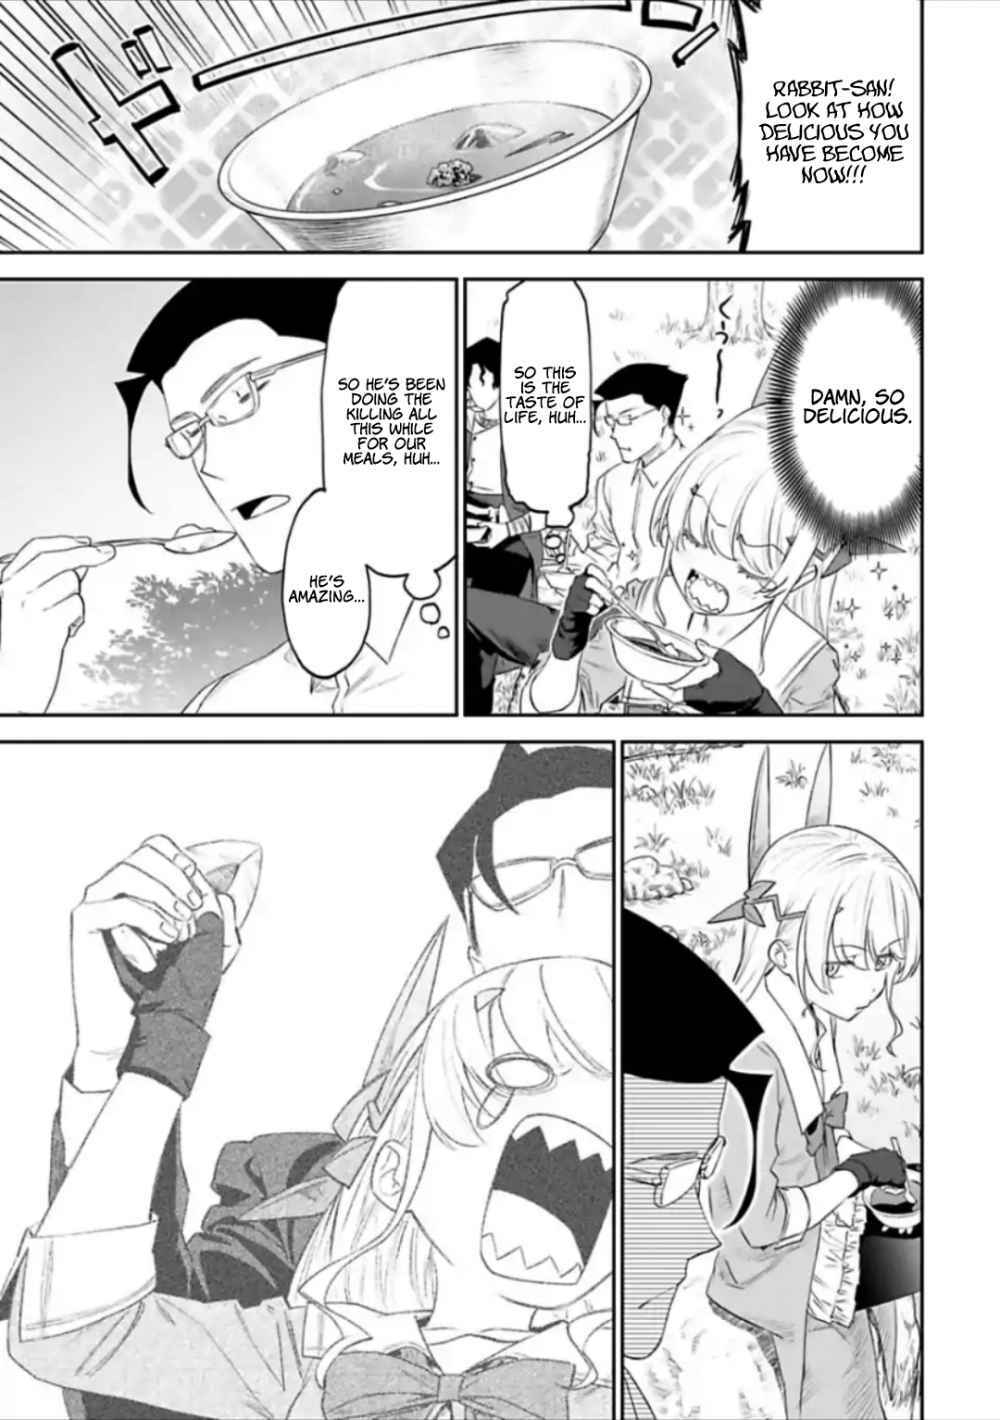 RABBIT-SAN!
LOOK AT HOW
DELICIOUS YOU
HAVE BECOME
NOW!!!
DAMN, SO
DELICIOUS.
SO THIS
IS THE
TASTE OF
LIFE, HUH...
SO HE'S BEEN
DOING THE
KILLING ALL
THIS WHILE
FOR OUR
MEALS, HUH...
HE'S
AMAZING...